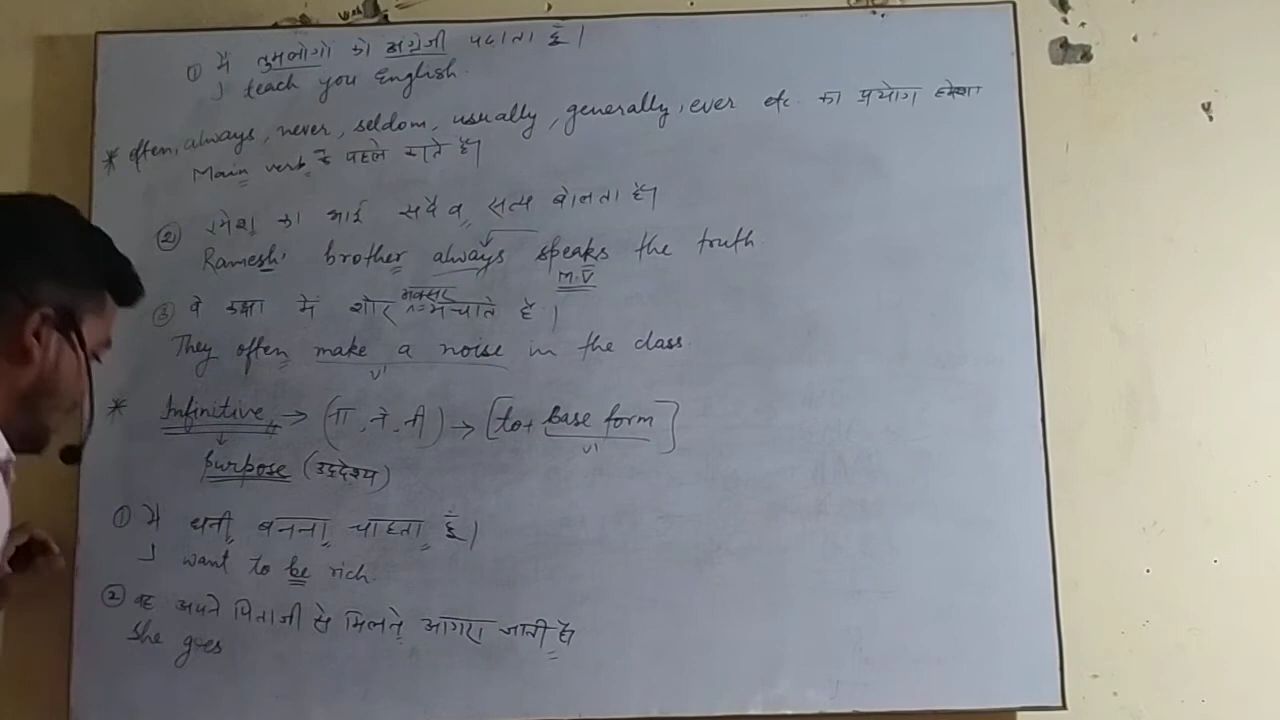 ① मैं तुमलोगों को अंग्रेजी पढ़ाता हूँ।
I teach you English.
* often, always, never, seldom, usually, generally, ever etc. का प्रयोग हमेशा
Main verb के पहले करते हैं।
② रमेश का भाई सदैव सत्य बोलता है।
Ramesh' brother always speaks the truth.
M.V
③ वे कक्षा में शोर अक्सर मचाते हैं।
They often make a noise in the class.
V¹
* Infinitive → (ना, ने, नी) → [to + Base form]
V¹
Purpose (उद्देश्य)
① मैं धनी बनना चाहता हूँ।
I want to be rich.
② वह अपने पिताजी से मिलने आगरा जाती है।
She goes